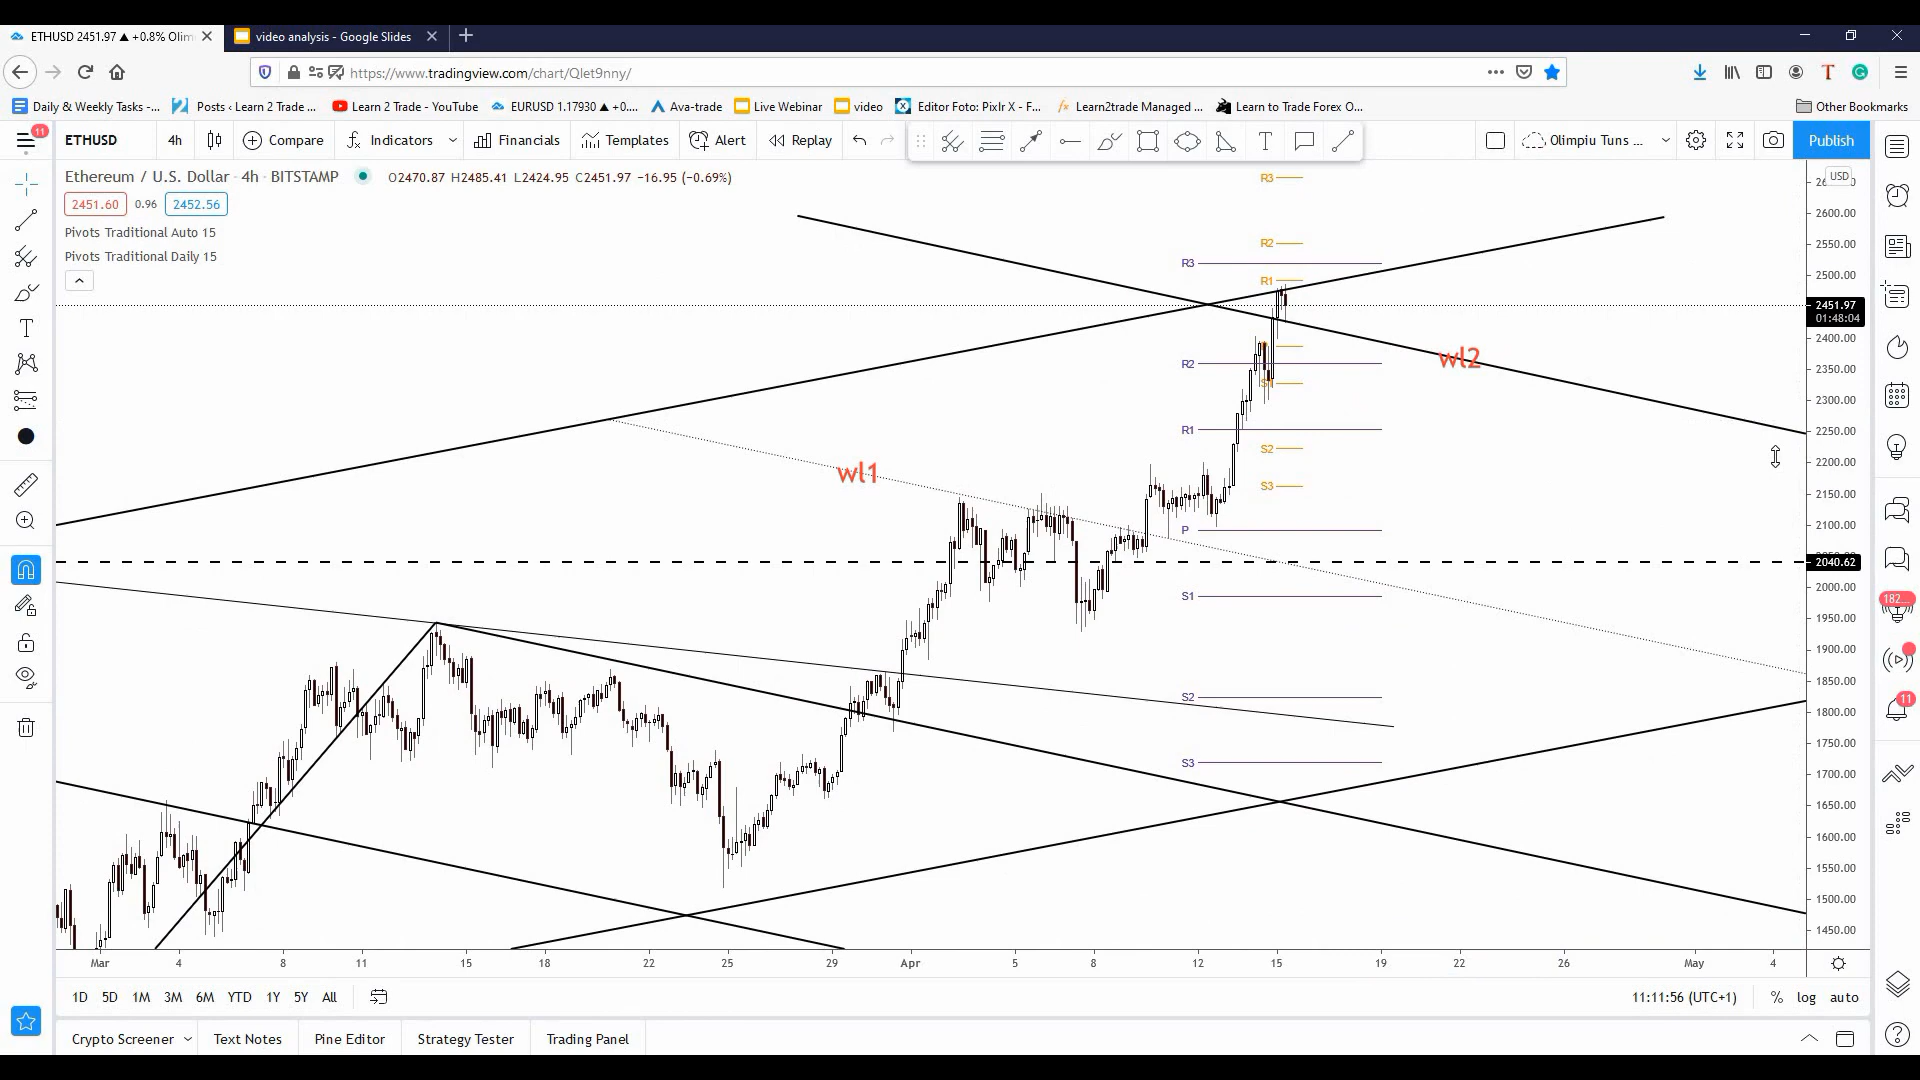 ETHUSD 2451.97 ▲ +0.8% Olim
video analysis - Google Slides
https://www.tradingview.com/chart/Qlet9nny/
Daily & Weekly Tasks -...
Posts ‹ Learn 2 Trade ...
Learn 2 Trade - YouTube
EURUSD 1.17930 ▲ +0....
Ava-trade
Live Webinar
video
Editor Foto: Pixlr X - F...
Learn2trade Managed ...
Learn to Trade Forex O...
Other Bookmarks
11
ETHUSD
4h
Compare
Indicators
Financials
Templates
Alert
Replay
Olimpiu Tuns ...
Publish
Ethereum / U.S. Dollar · 4h · BITSTAMP
O2470.87 H2485.41 L2424.95 C2451.97 −16.95 (−0.69%)
2451.60
0.96
2452.56
Pivots Traditional Auto 15
Pivots Traditional Daily 15
USD
R3
R2
R3
R1
R2
S1
R1
S2
S3
P
S1
S2
S3
wl1
wl2
2600.00
2550.00
2500.00
2451.97
01:48:04
2400.00
2350.00
2300.00
2250.00
2200.00
2150.00
2100.00
2040.62
2000.00
1950.00
1900.00
1850.00
1800.00
1750.00
1700.00
1650.00
1600.00
1550.00
1500.00
1450.00
182...
11
Mar
4
8
11
15
18
22
25
29
Apr
5
8
12
15
19
22
26
May
4
1D
5D
1M
3M
6M
YTD
1Y
5Y
All
11:11:56 (UTC+1)
%
log
auto
Crypto Screener
Text Notes
Pine Editor
Strategy Tester
Trading Panel